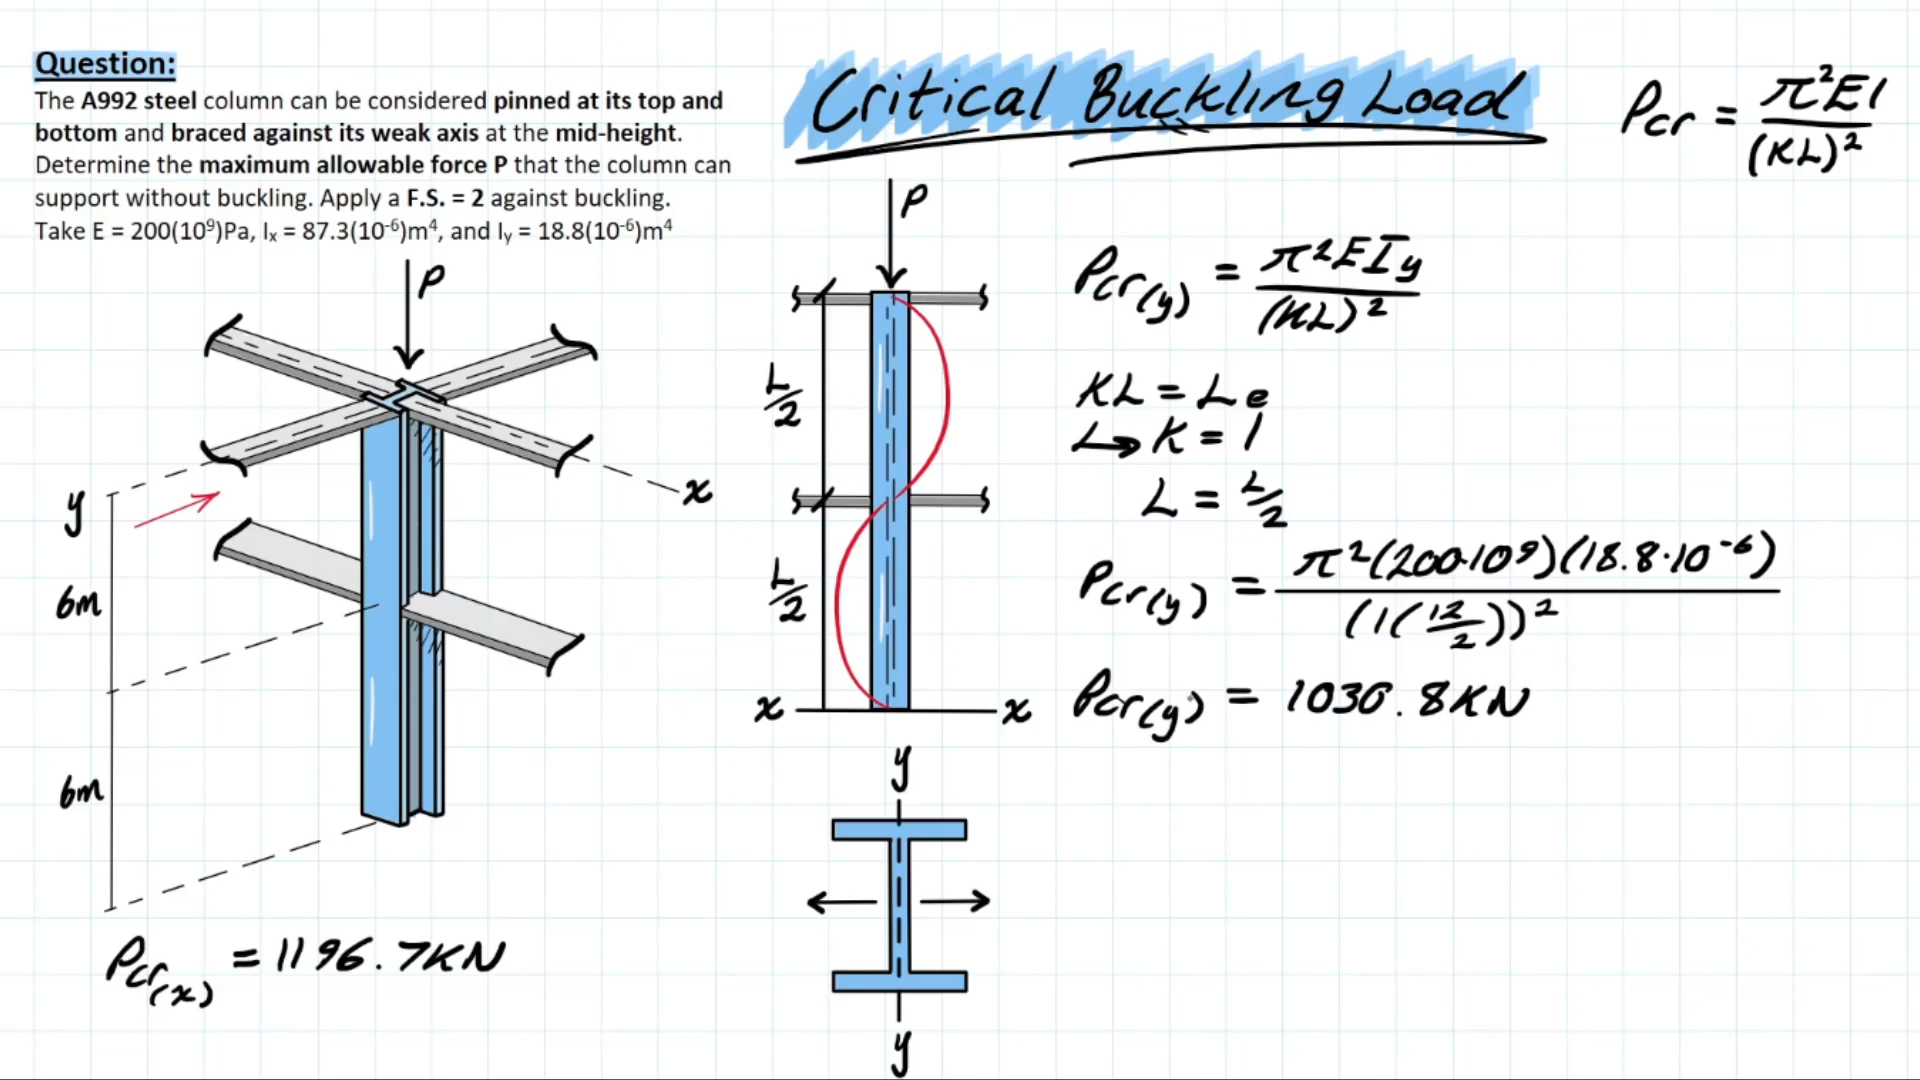 Question:
The A992 steel column can be considered pinned at its top and
bottom and braced against its weak axis at the mid-height.
Determine the maximum allowable force P that the column can
support without buckling. Apply a F.S. = 2 against buckling.
Take E = 200(10⁹)Pa, Iₓ = 87.3(10⁻⁶)m⁴, and Iᵧ = 18.8(10⁻⁶)m⁴
P
x
y
6m
6m
Pcr(x) = 1196.7KN
Critical Buckling Load
Pcr = π²EI / (KL)²
P
L/2
L/2
x
x
y
y
Pcr(y) = π²EIy / (KL)²
KL = Le
↳ K = 1
L = L/2
Pcr(y) = π²(200·10⁹)(18.8·10⁻⁶) / (1(12/2))²
Pcr(y) = 1030.8KN